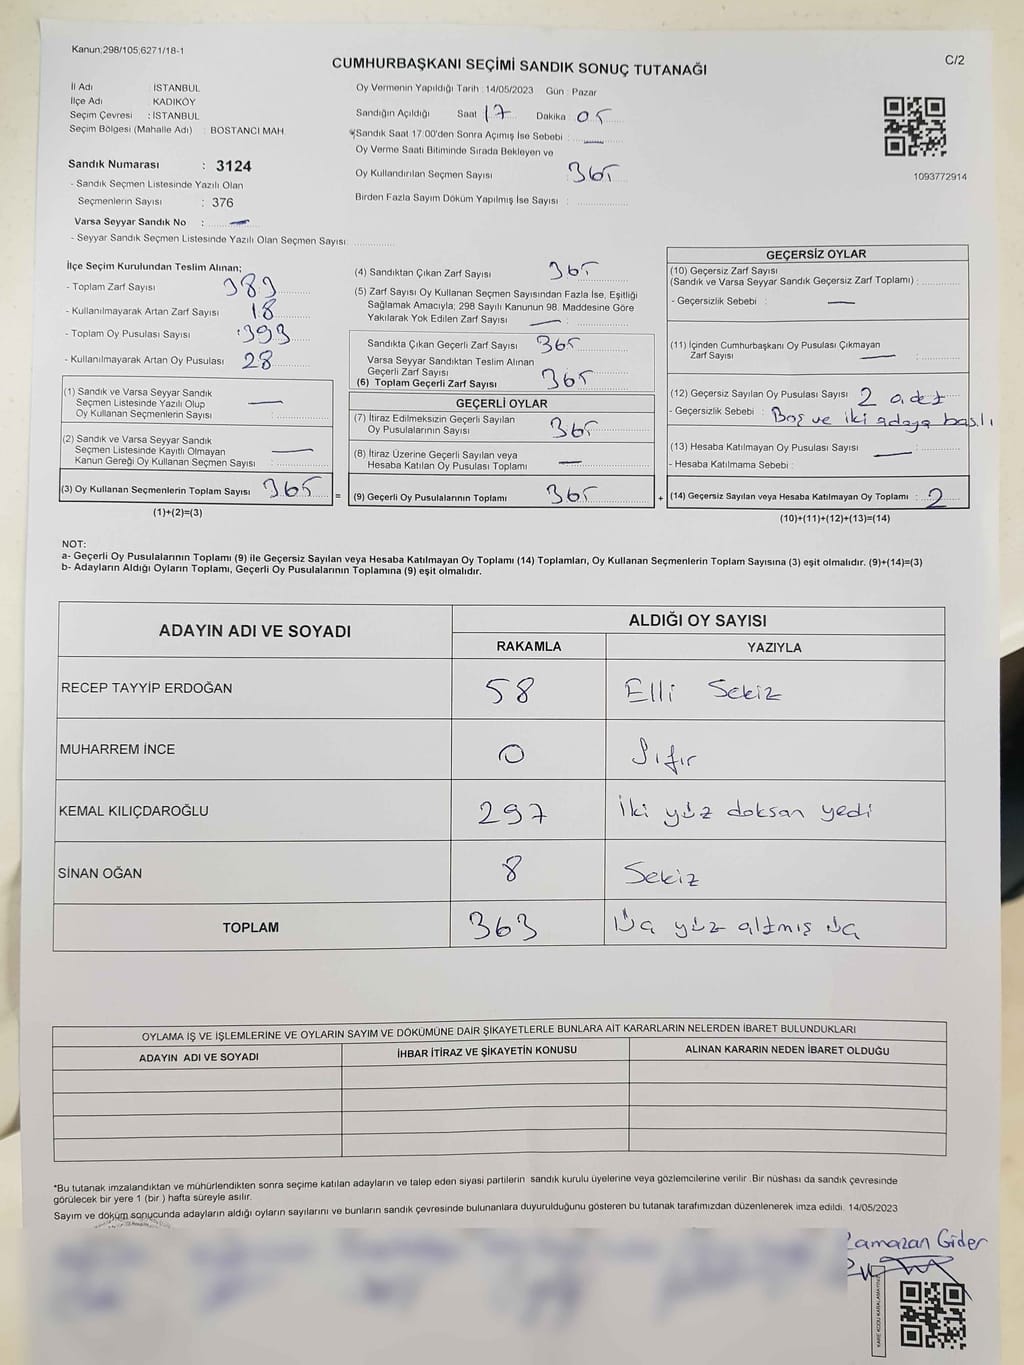 Kanun;298/105;6271/18-1
C/2
CUMHURBAŞKANI SEÇİMİ SANDIK SONUÇ TUTANAĞI
İl Adı : İSTANBUL
İlçe Adı : KADIKÖY
Seçim Çevresi : İSTANBUL
Seçim Bölgesi (Mahalle Adı) : BOSTANCI MAH.
Sandık Numarası : 3124
- Sandık Seçmen Listesinde Yazılı Olan
Seçmenlerin Sayısı : 376
Varsa Seyyar Sandık No : —
- Seyyar Sandık Seçmen Listesinde Yazılı Olan Seçmen Sayısı:
Oy Vermenin Yapıldığı Tarih : 14/05/2023 Gün : Pazar
Sandığın Açıldığı Saat 17 Dakika 05
*Sandık Saat 17:00'den Sonra Açımış İse Sebebi : —
Oy Verme Saati Bitiminde Sırada Bekleyen ve
Oy Kullandırılan Seçmen Sayısı : 365
Birden Fazla Sayım Döküm Yapılmış İse Sayısı :
1093772914
İlçe Seçim Kurulundan Teslim Alınan;
- Toplam Zarf Sayısı : 383
- Kullanılmayarak Artan Zarf Sayısı : 18
- Toplam Oy Pusulası Sayısı : 393
- Kullanılmayarak Artan Oy Pusulası 28
(1) Sandık ve Varsa Seyyar Sandık
Seçmen Listesinde Yazılı Olup
Oy Kullanan Seçmenlerin Sayısı : —
(2) Sandık ve Varsa Seyyar Sandık
Seçmen Listesinde Kayıtlı Olmayan
Kanun Gereği Oy Kullanan Seçmen Sayısı : —
(3) Oy Kullanan Seçmenlerin Toplam Sayısı 365
(1)+(2)=(3)
=
(4) Sandıktan Çıkan Zarf Sayısı 365
(5) Zarf Sayısı Oy Kullanan Seçmen Sayısından Fazla İse, Eşitliği
Sağlamak Amacıyla; 298 Sayılı Kanunun 98. Maddesine Göre
Yakılarak Yok Edilen Zarf Sayısı : —
Sandıkta Çıkan Geçerli Zarf Sayısı 365
Varsa Seyyar Sandıktan Teslim Alınan
Geçerli Zarf Sayısı
(6) Toplam Geçerli Zarf Sayısı 365
GEÇERLİ OYLAR
(7) İtiraz Edilmeksizin Geçerli Sayılan
Oy Pusulalarının Sayısı 365
(8) İtiraz Üzerine Geçerli Sayılan veya
Hesaba Katılan Oy Pusulası Toplamı —
(9) Geçerli Oy Pusulalarının Toplamı 365
+
GEÇERSİZ OYLAR
(10) Geçersiz Zarf Sayısı
(Sandık ve Varsa Seyyar Sandık Geçersiz Zarf Toplamı) :
- Geçersizlik Sebebi : —
(11) İçinden Cumhurbaşkanı Oy Pusulası Çıkmayan
Zarf Sayısı — :
(12) Geçersiz Sayılan Oy Pusulası Sayısı : 2 adet
- Geçersizlik Sebebi : Boş ve iki adaya baslı
(13) Hesaba Katılmayan Oy Pusulası Sayısı : —
- Hesaba Katılmama Sebebi :
(14) Geçersiz Sayılan veya Hesaba Katılmayan Oy Toplamı : 2
(10)+(11)+(12)+(13)=(14)
NOT:
a- Geçerli Oy Pusulalarının Toplamı (9) ile Geçersiz Sayılan veya Hesaba Katılmayan Oy Toplamı (14) Toplamları, Oy Kullanan Seçmenlerin Toplam Sayısına (3) eşit olmalıdır. (9)+(14)=(3)
b- Adayların Aldığı Oyların Toplamı, Geçerli Oy Pusulalarının Toplamına (9) eşit olmalıdır.
ADAYIN ADI VE SOYADI
ALDIĞI OY SAYISI
RAKAMLA YAZIYLA
RECEP TAYYİP ERDOĞAN 58 Elli Sekiz
MUHARREM İNCE 0 Sıfır
KEMAL KILIÇDAROĞLU 297 İki yüz doksan yedi
SİNAN OĞAN 8 Sekiz
TOPLAM 363 Üç yüz altmış üç
OYLAMA İŞ VE İŞLEMLERİNE VE OYLARIN SAYIM VE DÖKÜMÜNE DAİR ŞİKAYETLERLE BUNLARA AİT KARARLARIN NELERDEN İBARET BULUNDUKLARI
ADAYIN ADI VE SOYADI İHBAR İTİRAZ VE ŞİKAYETİN KONUSU ALINAN KARARIN NEDEN İBARET OLDUĞU
*Bu tutanak imzalandıktan ve mühürlendikten sonra seçime katılan adayların ve talep eden siyasi partilerin sandık kurulu üyelerine veya gözlemcilerine verilir. Bir nüshası da sandık çevresinde
görülecek bir yere 1 (bir ) hafta süreyle asılır.
Sayım ve döküm sonucunda adayların aldığı oyların sayılarını ve bunların sandık çevresinde bulunanlara duyurulduğunu gösteren bu tutanak tarafımızdan düzenlenerek imza edildi. 14/05/2023
Ramazan Gider